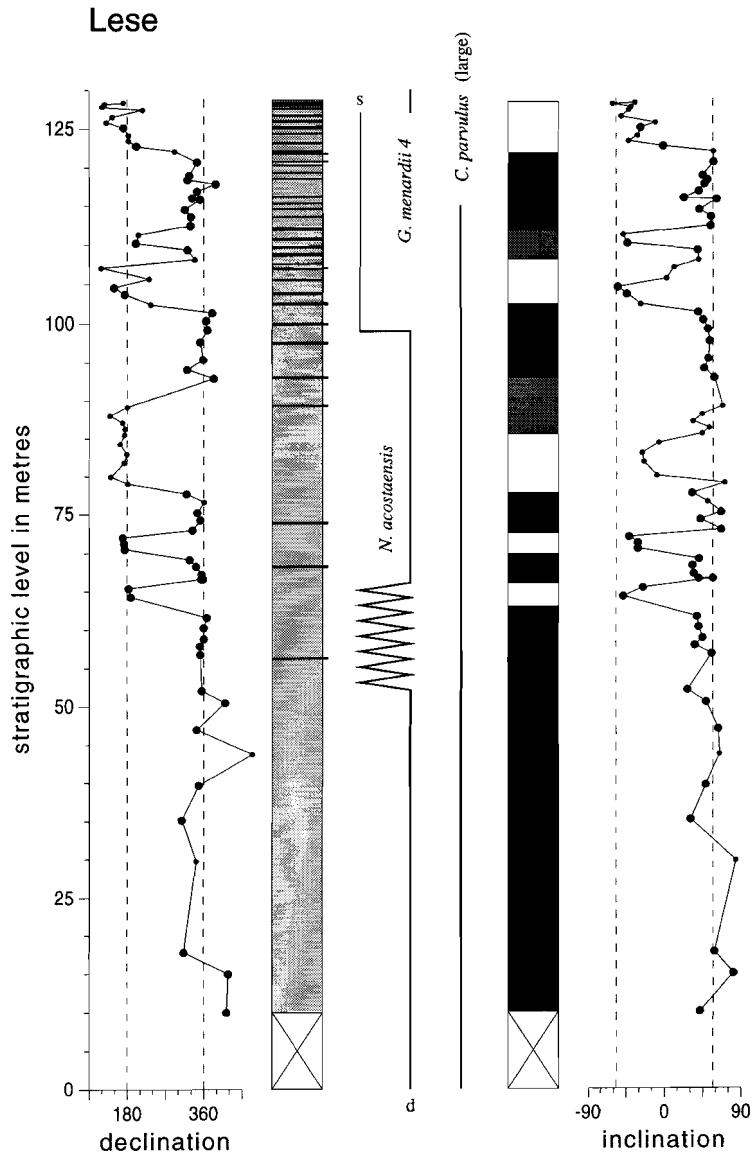 Lese
stratigraphic level in metres
125
100
75
50
25
0
180 360
declination
s
G. menardii 4
N. acostaensis
d
C. parvulus (large)
-90 0 90
inclination